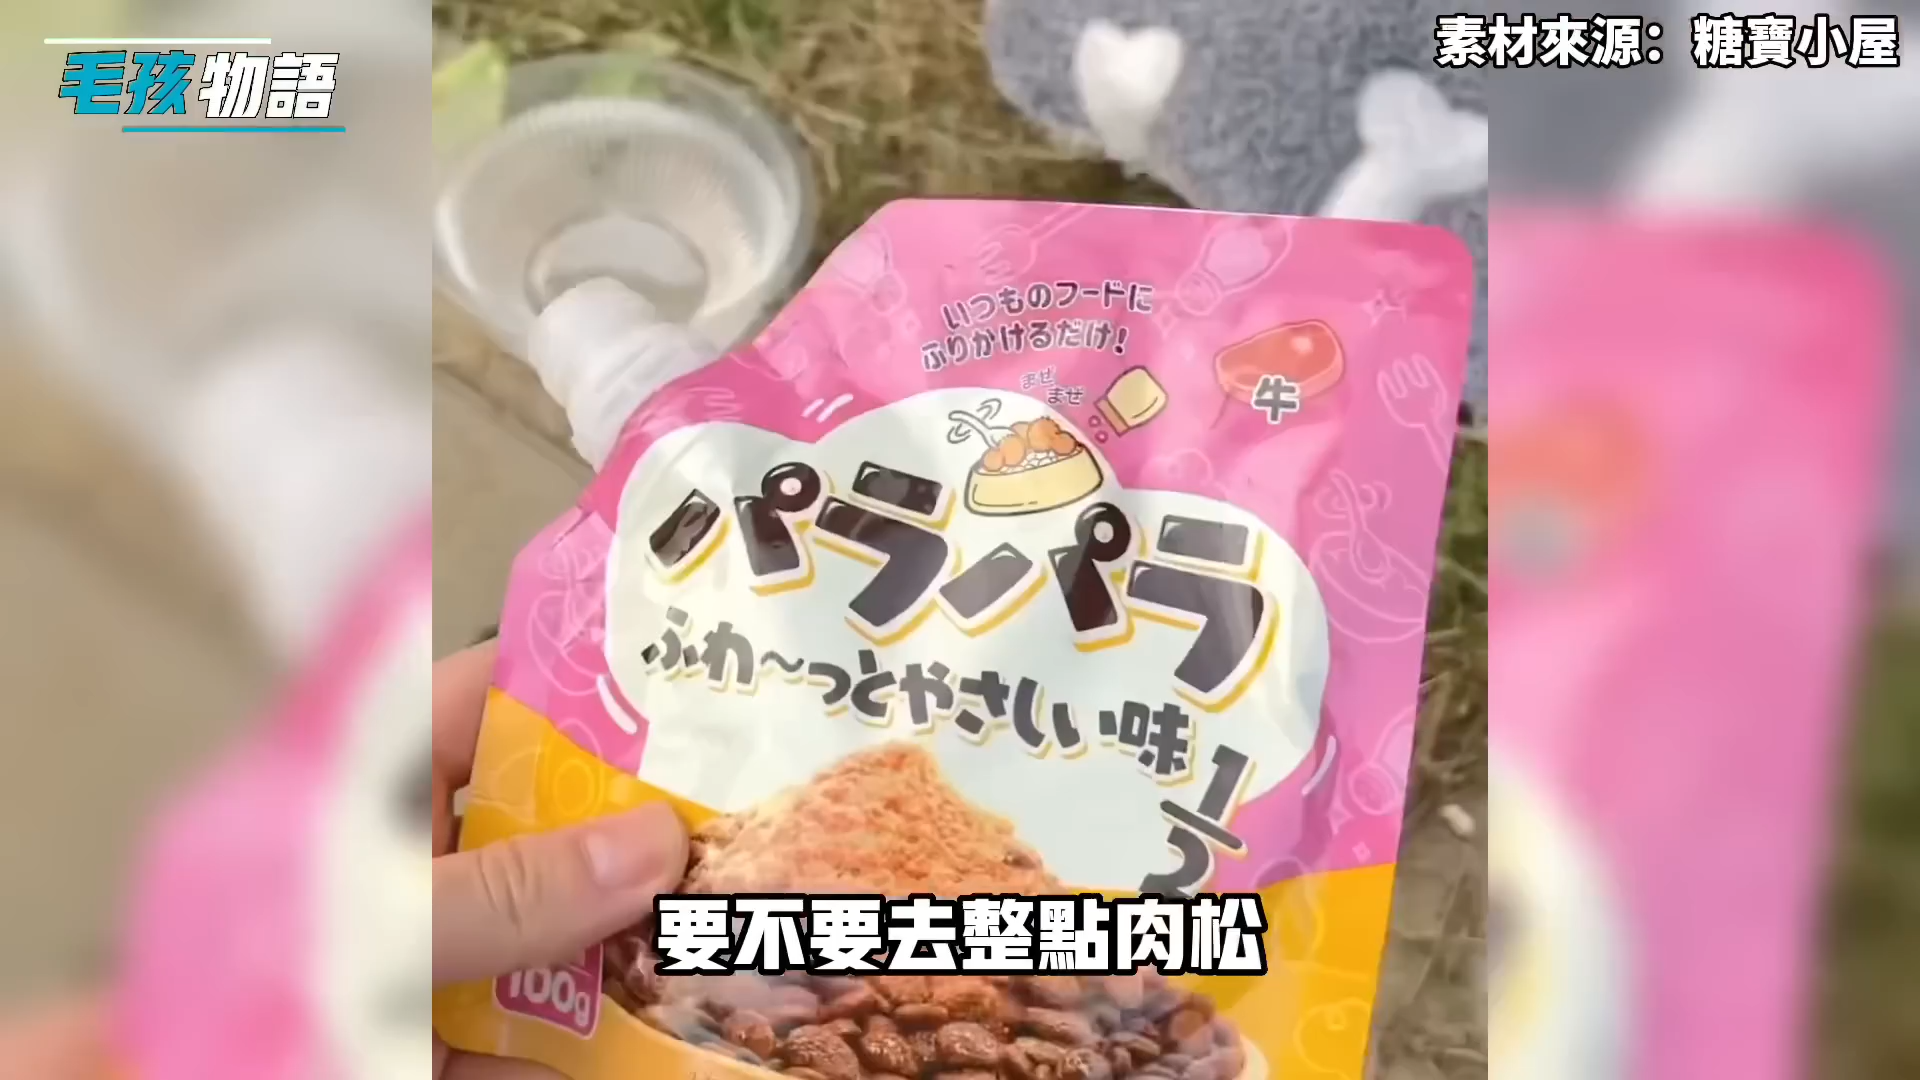 毛孩物語
素材來源：糖寶小屋
いつものフードに
ふりかけるだけ！
まぜ
まぜ
牛
パラパラ
ふわ～っとやさしい味
1/2
要不要去整點肉松
100g